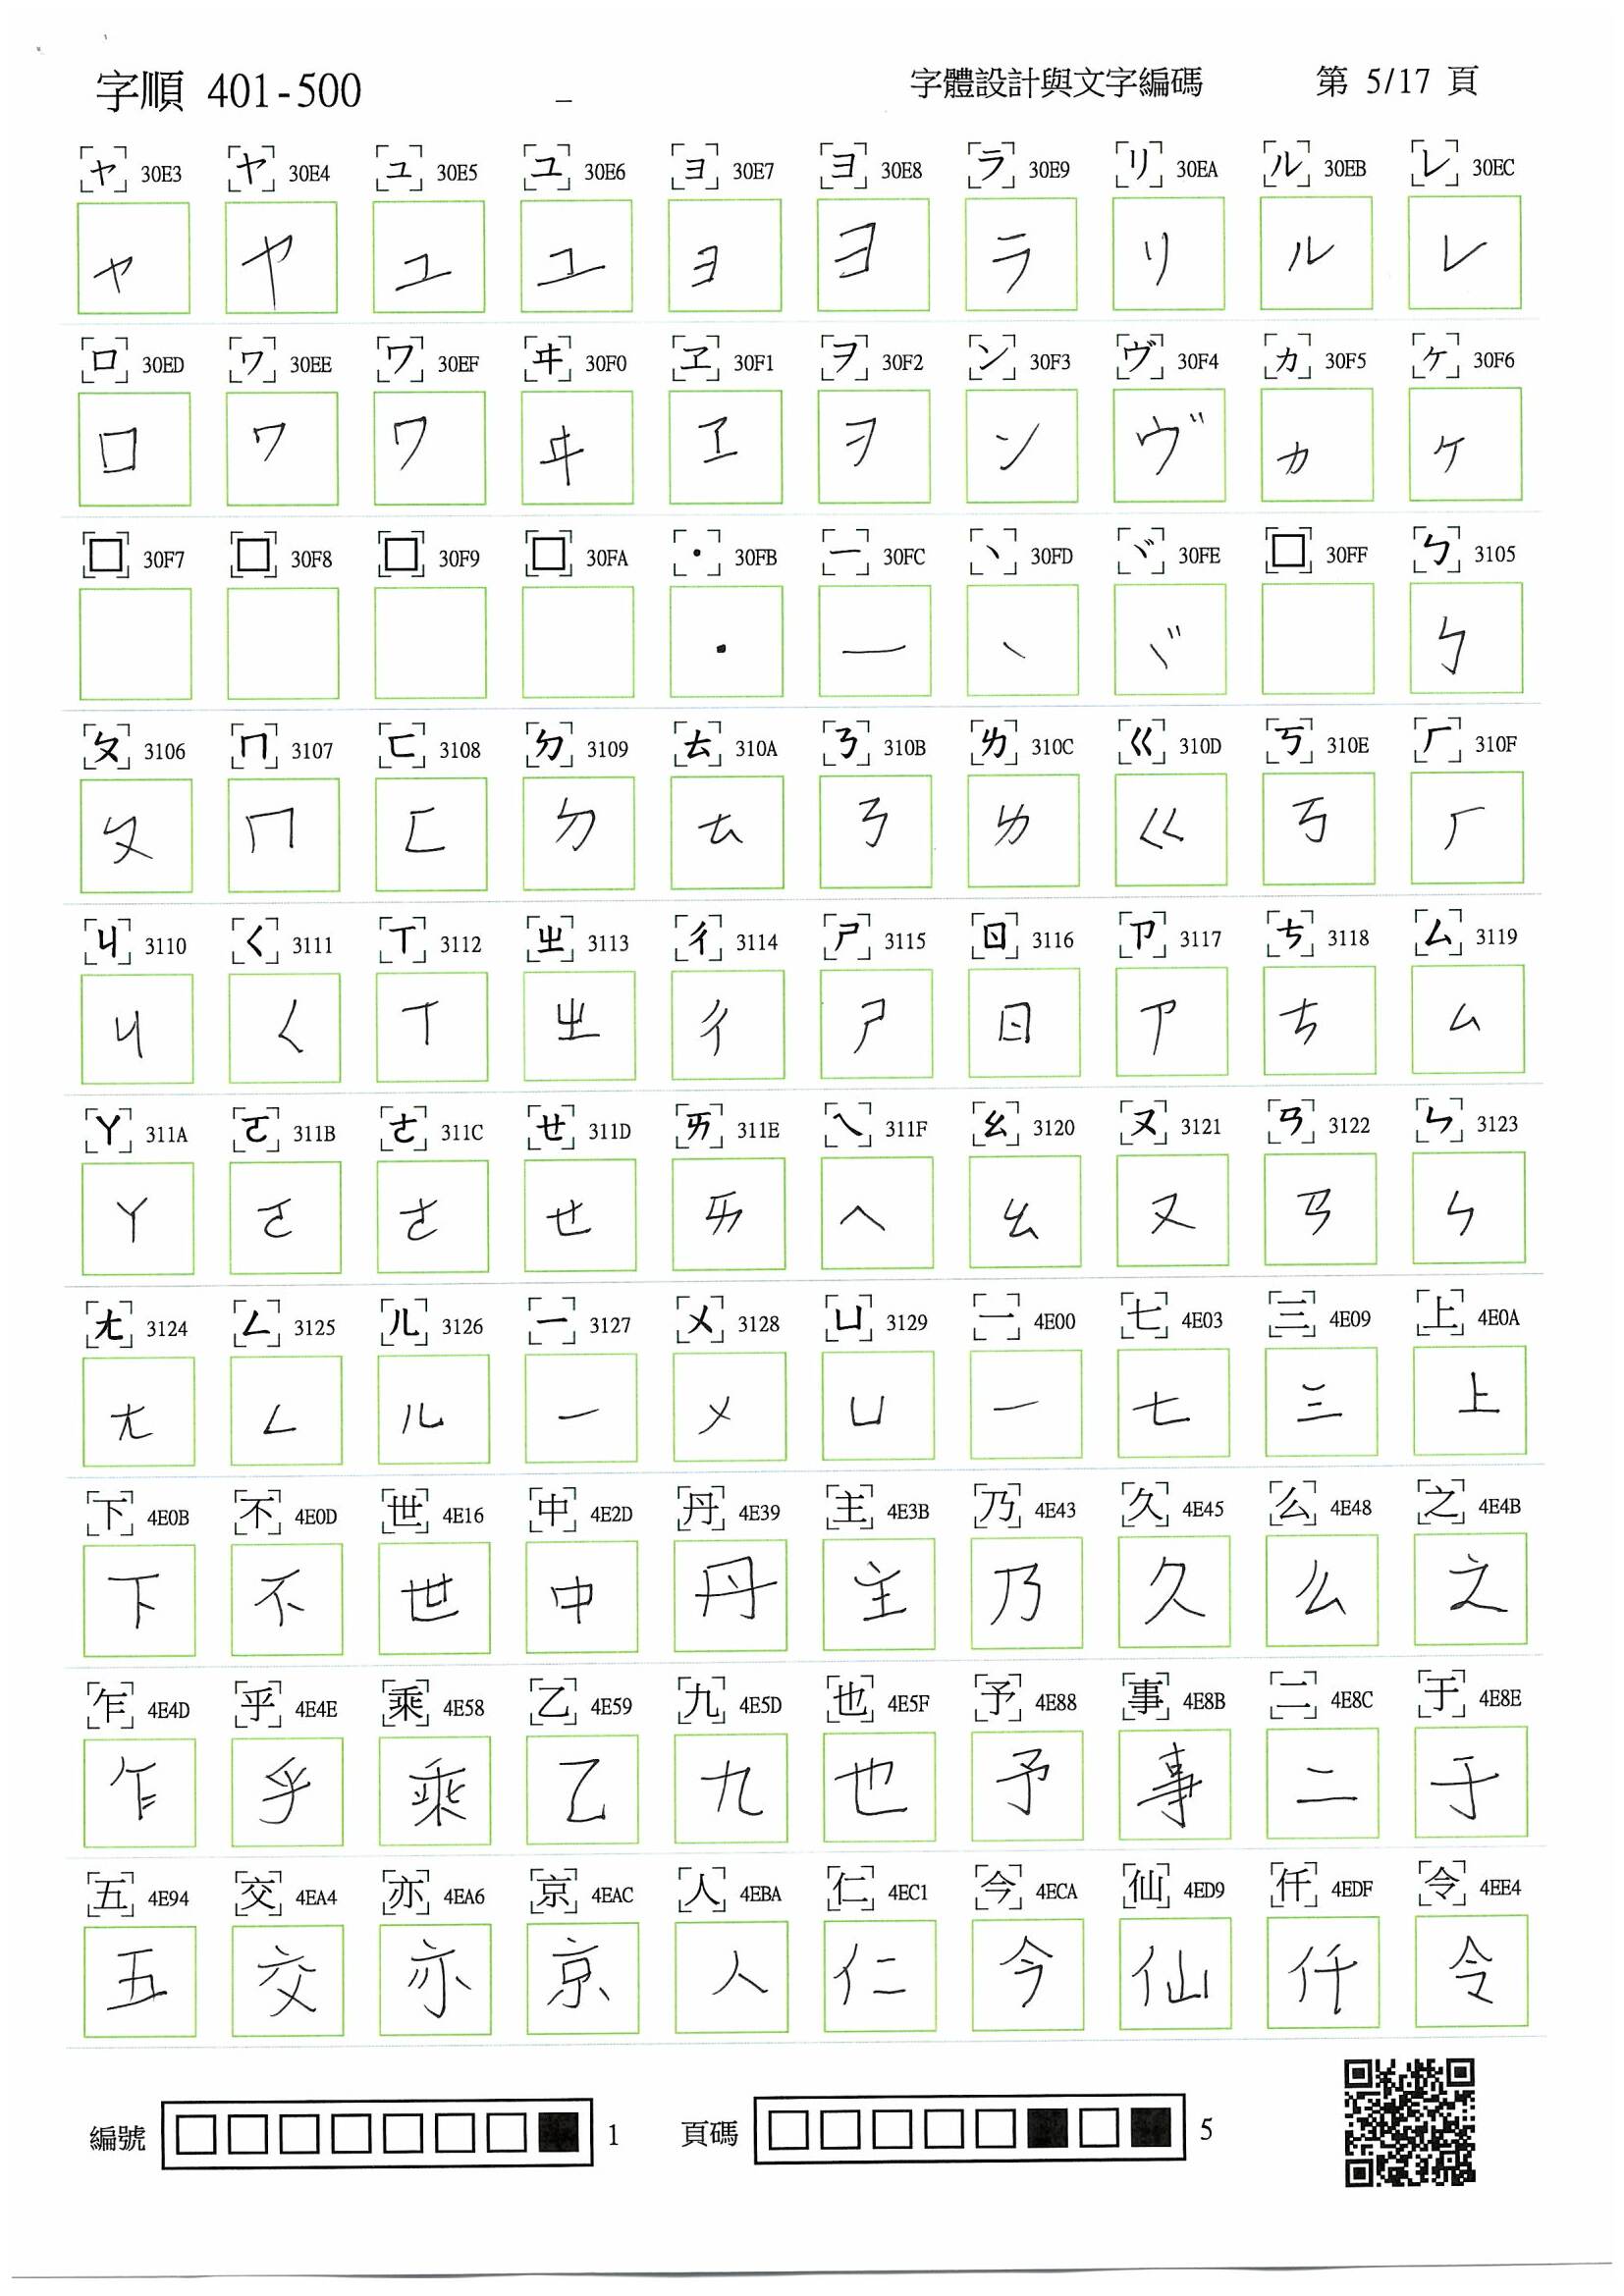 字順 401-500 字體設計與文字編碼 第 5/17 頁
ャ 30E3 ヤ 30E4 ュ 30E5 ユ 30E6 ョ 30E7 ヨ 30E8 ラ 30E9 リ 30EA ル 30EB レ 30EC
ャ ヤ ュ ユ ョ ヨ ラ リ ル レ
ロ 30ED ヮ 30EE ワ 30EF ヰ 30F0 ヱ 30F1 ヲ 30F2 ン 30F3 ヴ 30F4 ヵ 30F5 ヶ 30F6
ロ ヮ ワ ヰ ヱ ヲ ン ヴ ヵ ヶ
□ 30F7 □ 30F8 □ 30F9 □ 30FA ・ 30FB ー 30FC ヽ 30FD ヾ 30FE □ 30FF ㄅ 3105
・ ー ヽ ヾ ㄅ
ㄆ 3106 ㄇ 3107 ㄈ 3108 ㄉ 3109 ㄊ 310A ㄋ 310B ㄌ 310C ㄍ 310D ㄎ 310E ㄏ 310F
ㄆ ㄇ ㄈ ㄉ ㄊ ㄋ ㄌ ㄍ ㄎ ㄏ
ㄐ 3110 ㄑ 3111 ㄒ 3112 ㄓ 3113 ㄔ 3114 ㄕ 3115 ㄖ 3116 ㄗ 3117 ㄘ 3118 ㄙ 3119
ㄐ ㄑ ㄒ ㄓ ㄔ ㄕ ㄖ ㄗ ㄘ ㄙ
ㄚ 311A ㄛ 311B ㄜ 311C ㄝ 311D ㄞ 311E ㄟ 311F ㄠ 3120 ㄡ 3121 ㄢ 3122 ㄣ 3123
ㄚ ㄛ ㄜ ㄝ ㄞ ㄟ ㄠ ㄡ ㄢ ㄣ
ㄤ 3124 ㄥ 3125 ㄦ 3126 ㄧ 3127 ㄨ 3128 ㄩ 3129 一 4E00 七 4E03 三 4E09 上 4E0A
ㄤ ㄥ ㄦ ㄧ ㄨ ㄩ 一 七 三 上
下 4E0B 不 4E0D 世 4E16 中 4E2D 丹 4E39 主 4E3B 乃 4E43 久 4E45 么 4E48 之 4E4B
下 不 世 中 丹 主 乃 久 么 之
乍 4E4D 乎 4E4E 乘 4E58 乙 4E59 九 4E5D 也 4E5F 予 4E88 事 4E8B 二 4E8C 于 4E8E
乍 乎 乘 乙 九 也 予 事 二 于
五 4E94 交 4EA4 亦 4EA6 京 4EAC 人 4EBA 仁 4EC1 今 4ECA 仙 4ED9 仟 4EDF 令 4EE4
五 交 亦 京 人 仁 今 仙 仟 令
編號 1 頁碼 5